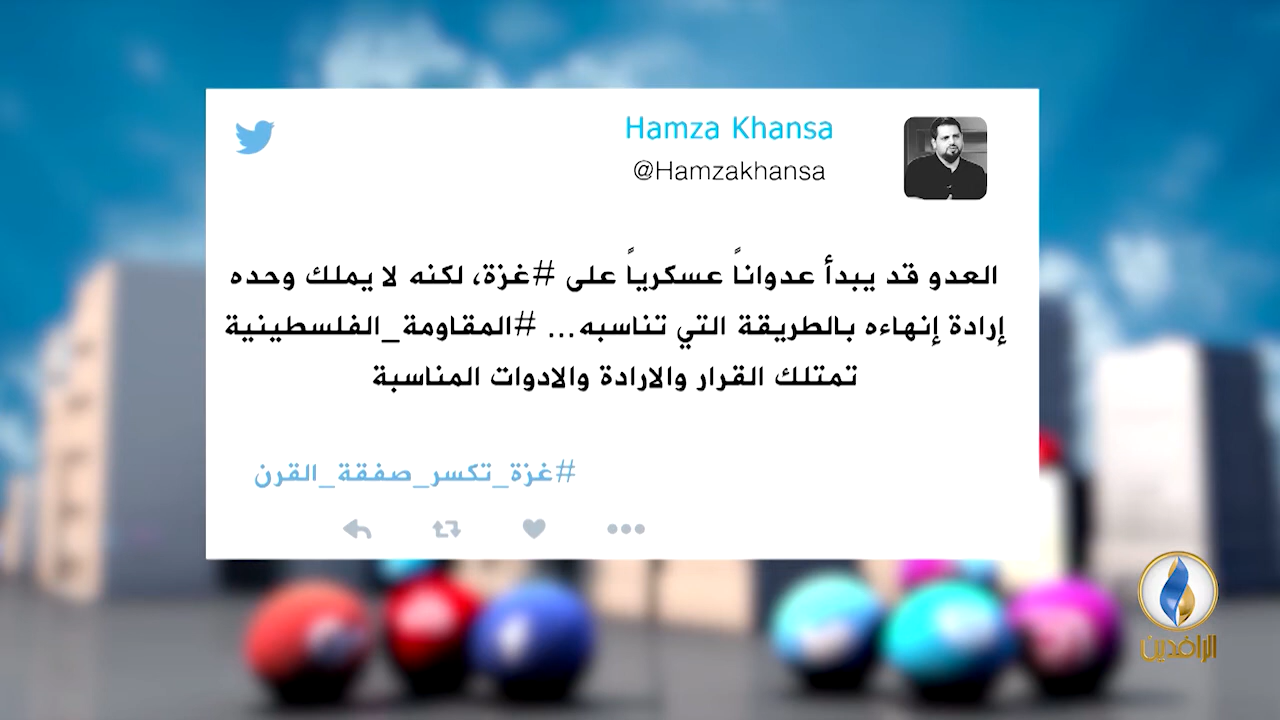 Hamza Khansa
@Hamzakhansa
العدو قد يبدأ عدواناً عسكرياً على #غزة، لكنه لا يملك وحده
إرادة إنهاءه بالطريقة التي تناسبه... #المقاومة_الفلسطينية
تمتلك القرار والارادة والادوات المناسبة
#غزة_تكسر_صفقة_القرن
الرافدين